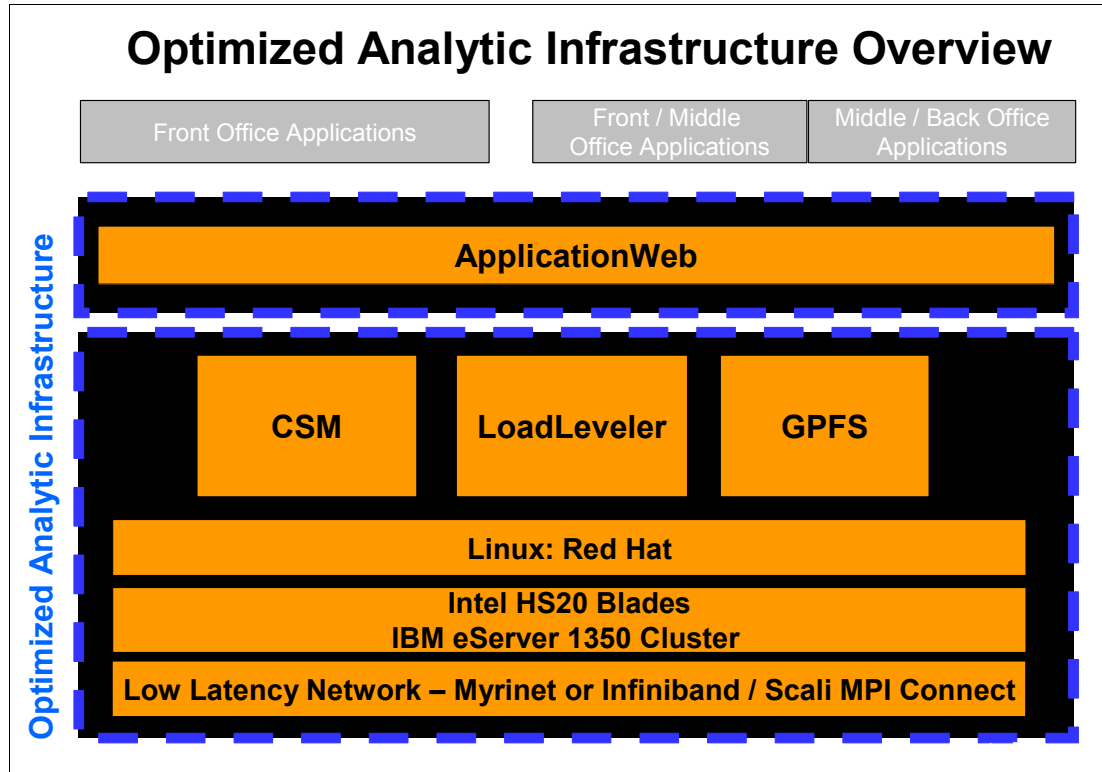 Optimized Analytic Infrastructure Overview
Front Office Applications
Front / Middle
Office Applications
Middle / Back Office
Applications
Optimized Analytic Infrastructure
ApplicationWeb
CSM
LoadLeveler
GPFS
Linux: Red Hat
Intel HS20 Blades
IBM eServer 1350 Cluster
Low Latency Network – Myrinet or Infiniband / Scali MPI Connect